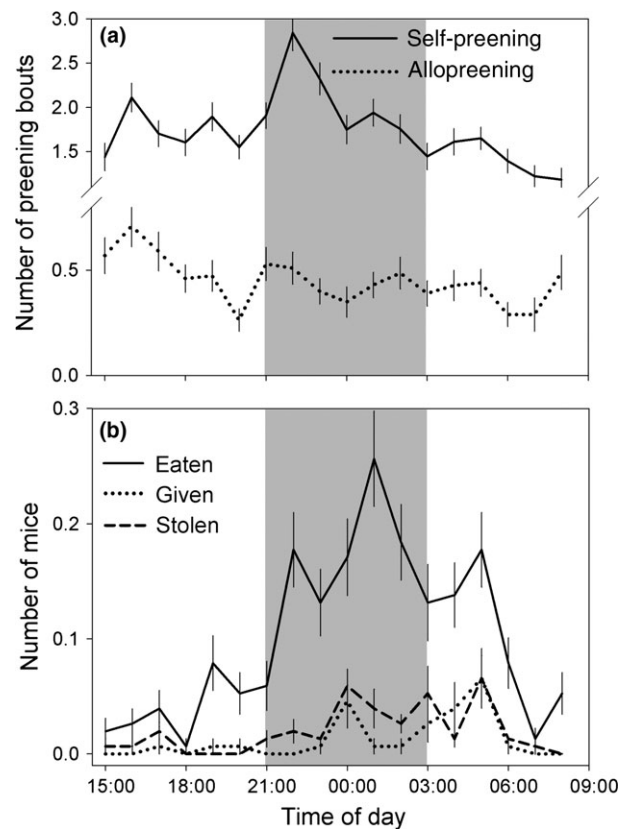 (a)
Self-preening
Allopreening
Number of preening bouts
3.0
2.5
2.0
1.5
0.5
0.0
(b)
Eaten
Given
Stolen
Number of mice
0.3
0.2
0.1
0.0
15:00 18:00 21:00 00:00 03:00 06:00 09:00
Time of day